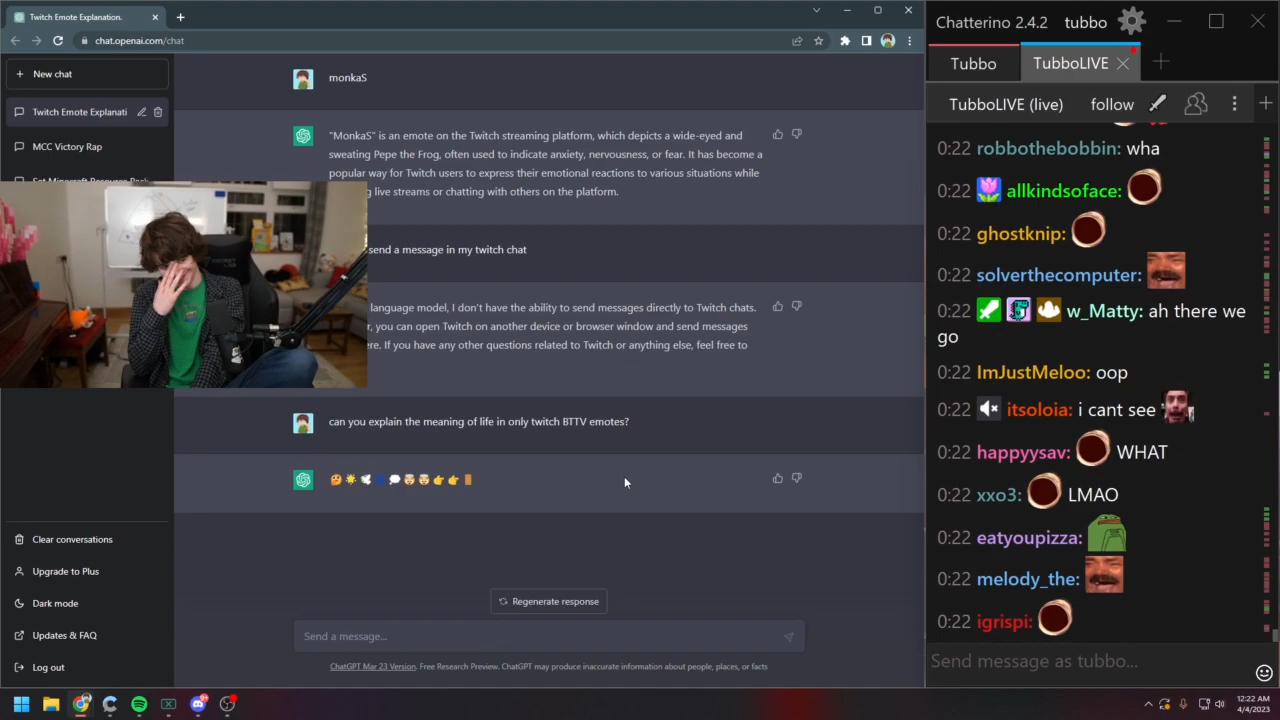 Twitch Emote Explanation.
chat.openai.com/chat
New chat
Twitch Emote Explanati
MCC Victory Rap
monkaS
"MonkaS" is an emote on the Twitch streaming platform, which depicts a wide-eyed and
sweating Pepe the Frog, often used to indicate anxiety, nervousness, or fear. It has become a
popular way for Twitch users to express their emotional reactions to various situations while
live streams or chatting with others on the platform.
send a message in my twitch chat
language model, I don't have the ability to send messages directly to Twitch chats.
you can open Twitch on another device or browser window and send messages
If you have any other questions related to Twitch or anything else, feel free to
can you explain the meaning of life in only twitch BTTV emotes?
🤔☀️🕊️👤💭🤯🤯👉👉🚪
Clear conversations
Upgrade to Plus
Dark mode
Updates & FAQ
Log out
Regenerate response
Send a message...
ChatGPT Mar 23 Version. Free Research Preview. ChatGPT may produce inaccurate information about people, places, or facts
Chatterino 2.4.2 tubbo
Tubbo TubboLIVE
TubboLIVE (live) follow
0:22 robbothebobbin: wha
0:22 allkindsoface:
0:22 ghostknip:
0:22 solverthecomputer:
0:22 w_Matty: ah there we
go
0:22 ImJustMeloo: oop
0:22 itsoloia: i cant see
0:22 happyysav: WHAT
0:22 xxo3: LMAO
0:22 eatyoupizza:
0:22 melody_the:
0:22 igrispi:
Send message as tubbo...
12:22 AM
4/4/2023